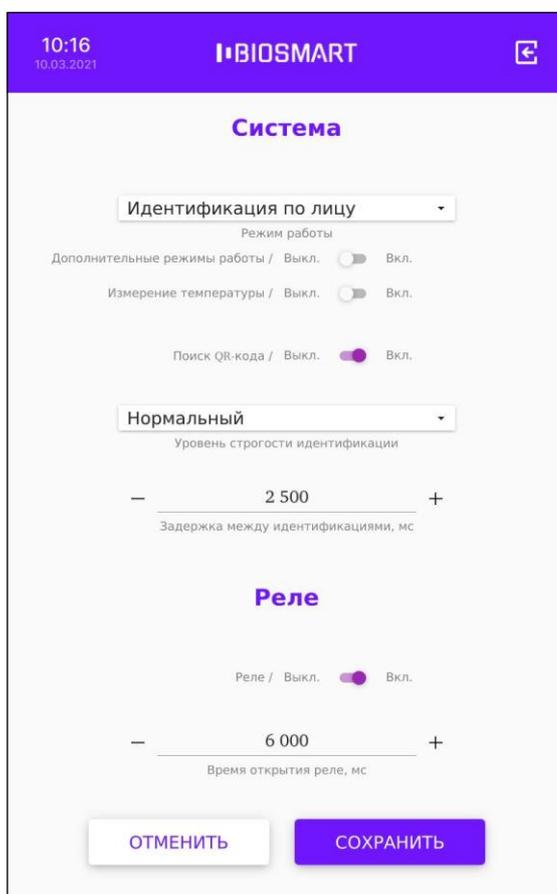 10:16
10.03.2021
BIOSMART
Система
Идентификация по лицу
Режим работы
Дополнительные режимы работы / Выкл. Вкл.
Измерение температуры / Выкл. Вкл.
Поиск QR-кода / Выкл. Вкл.
Нормальный
Уровень строгости идентификации
— 2 500 +
Задержка между идентификациями, мс
Реле
Реле / Выкл. Вкл.
— 6 000 +
Время открытия реле, мс
ОТМЕНИТЬ СОХРАНИТЬ